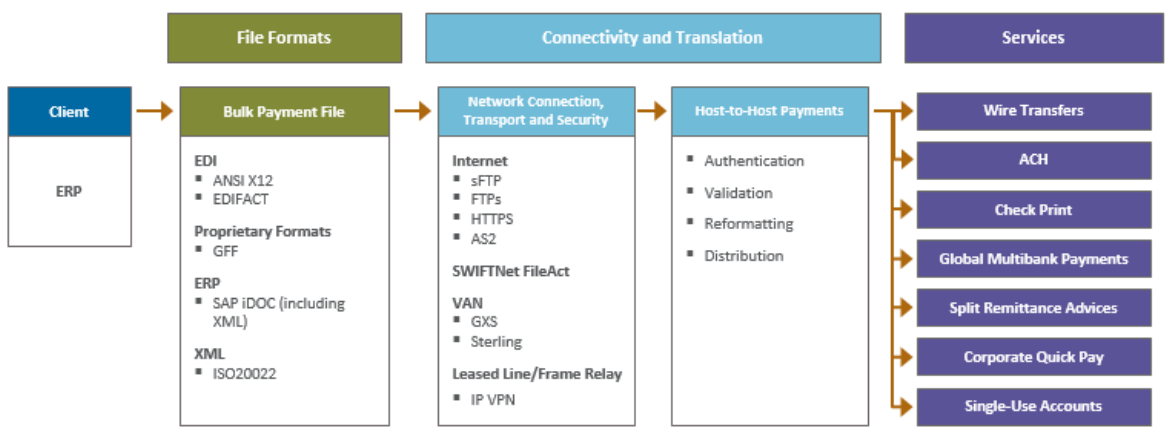 File Formats
Connectivity and Translation
Services
Client
ERP
Bulk Payment File
EDI
▪ ANSI X12
▪ EDIFACT
Proprietary Formats
▪ GFF
ERP
▪ SAP iDOC (including
XML)
XML
▪ ISO20022
Network Connection,
Transport and Security
Internet
▪ sFTP
▪ FTPs
▪ HTTPS
▪ AS2
SWIFTNet FileAct
VAN
▪ GXS
▪ Sterling
Leased Line/Frame Relay
▪ IP VPN
Host-to-Host Payments
▪ Authentication
▪ Validation
▪ Reformatting
▪ Distribution
Wire Transfers
ACH
Check Print
Global Multibank Payments
Split Remittance Advices
Corporate Quick Pay
Single-Use Accounts